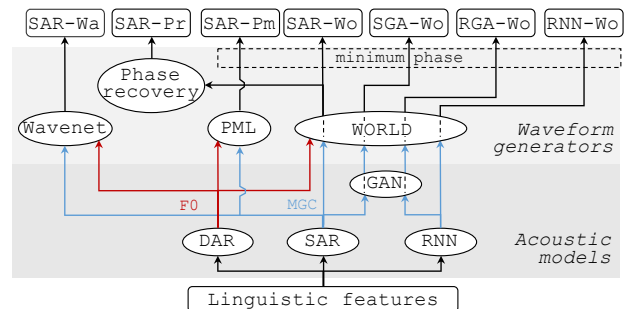 SAR-Wa SAR-Pr SAR-Pm SAR-Wo SGA-Wo RGA-Wo RNN-Wo
minimum phase
Phase
recovery
Wavenet PML WORLD
Waveform
generators
GAN
F0 MGC
DAR SAR RNN
Acoustic
models
Linguistic features